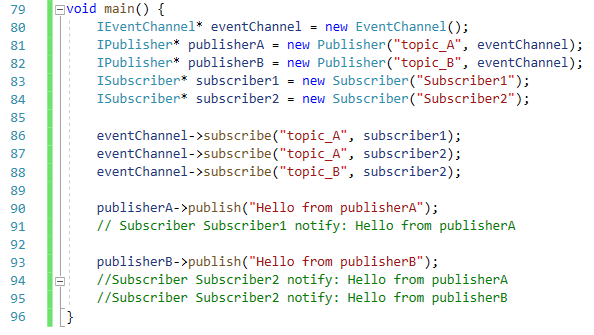 79 void main() {
80 IEventChannel* eventChannel = new EventChannel();
81 IPublisher* publisherA = new Publisher("topic_A", eventChannel);
82 IPublisher* publisherB = new Publisher("topic_B", eventChannel);
83 ISubscriber* subscriber1 = new Subscriber("Subscriber1");
84 ISubscriber* subscriber2 = new Subscriber("Subscriber2");
85
86 eventChannel->subscribe("topic_A", subscriber1);
87 eventChannel->subscribe("topic_A", subscriber2);
88 eventChannel->subscribe("topic_B", subscriber2);
89
90 publisherA->publish("Hello from publisherA");
91 // Subscriber Subscriber1 notify: Hello from publisherA
92
93 publisherB->publish("Hello from publisherB");
94 //Subscriber Subscriber2 notify: Hello from publisherA
95 //Subscriber Subscriber2 notify: Hello from publisherB
96 }